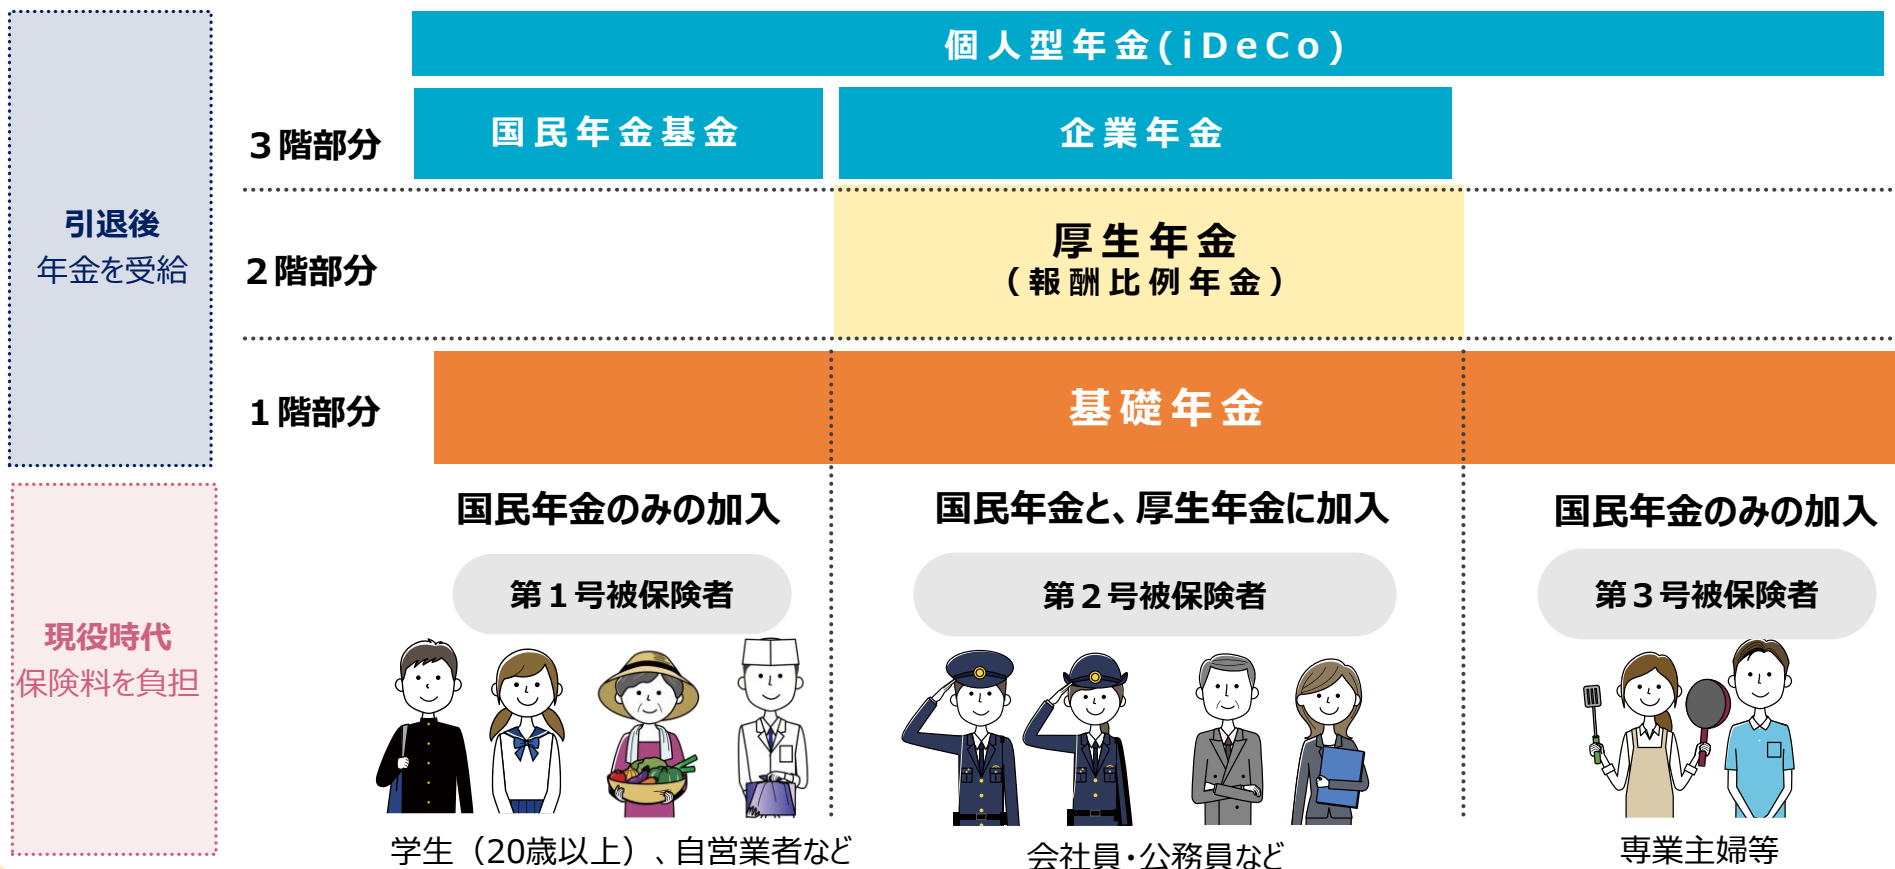 個人型年金(iDeCo)
国民年金基金
企業年金
３階部分
引退後
年金を受給
厚生年金
（報酬比例年金）
２階部分
基礎年金
１階部分
国民年金のみの加入
国民年金と、厚生年金に加入
国民年金のみの加入
第１号被保険者
第２号被保険者
第３号被保険者
現役時代
保険料を負担
学生（20歳以上）、自営業者など
会社員・公務員など
専業主婦等